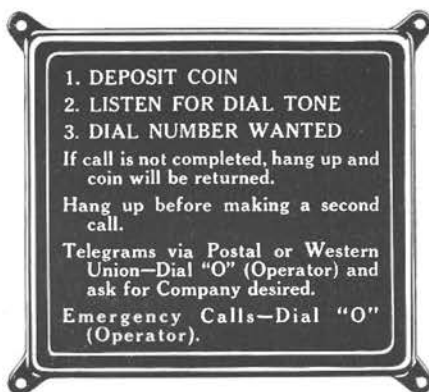 1. DEPOSIT COIN
2. LISTEN FOR DIAL TONE
3. DIAL NUMBER WANTED
If call is not completed, hang up and
coin will be returned.
Hang up before making a second
call.
Telegrams via Postal or Western
Union—Dial “O” (Operator) and
ask for Company desired.
Emergency Calls—Dial “O”
(Operator).